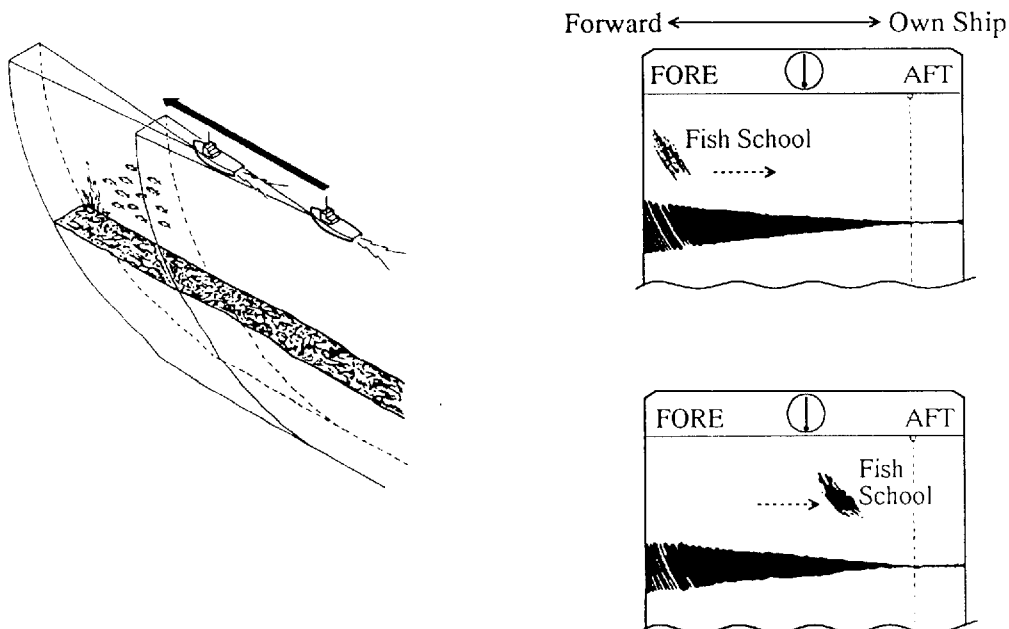 Forward Own Ship
FORE AFT
Fish School
FORE AFT
Fish
School